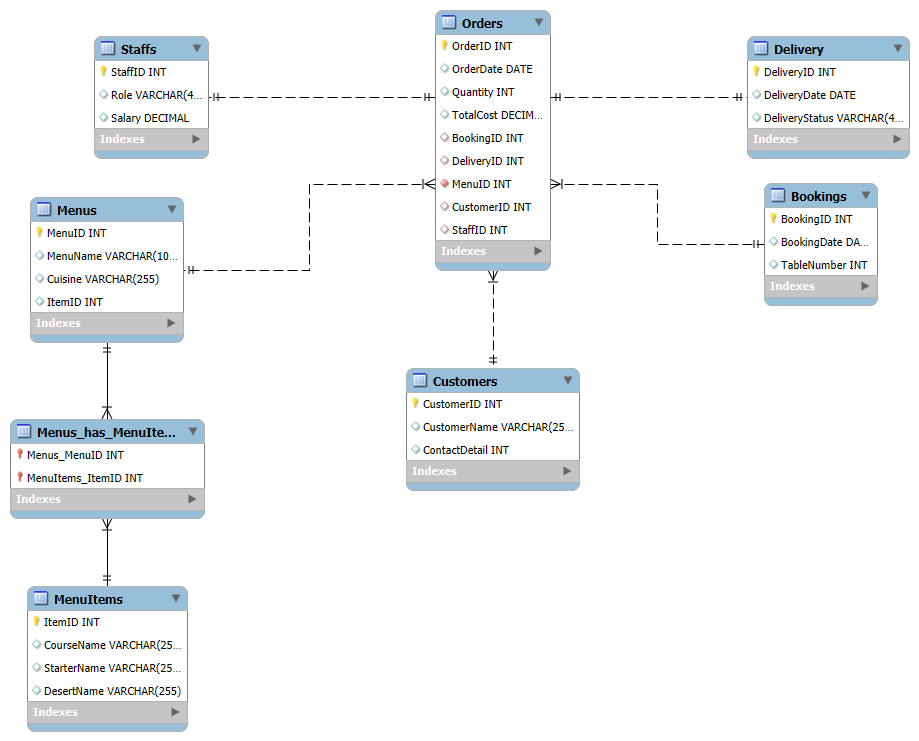 Staffs
StaffID INT
Role VARCHAR(4...
Salary DECIMAL
Indexes
Orders
OrderID INT
OrderDate DATE
Quantity INT
TotalCost DECIM...
BookingID INT
DeliveryID INT
MenuID INT
CustomerID INT
StaffID INT
Indexes
Delivery
DeliveryID INT
DeliveryDate DATE
DeliveryStatus VARCHAR(4...
Indexes
Menus
MenuID INT
MenuName VARCHAR(10...
Cuisine VARCHAR(255)
ItemID INT
Indexes
Bookings
BookingID INT
BookingDate DA...
TableNumber INT
Indexes
Customers
CustomerID INT
CustomerName VARCHAR(25...
ContactDetail INT
Indexes
Menus_has_MenuIte...
Menus_MenuID INT
MenuItems_ItemID INT
Indexes
MenuItems
ItemID INT
CourseName VARCHAR(25...
StarterName VARCHAR(25...
DesertName VARCHAR(255)
Indexes